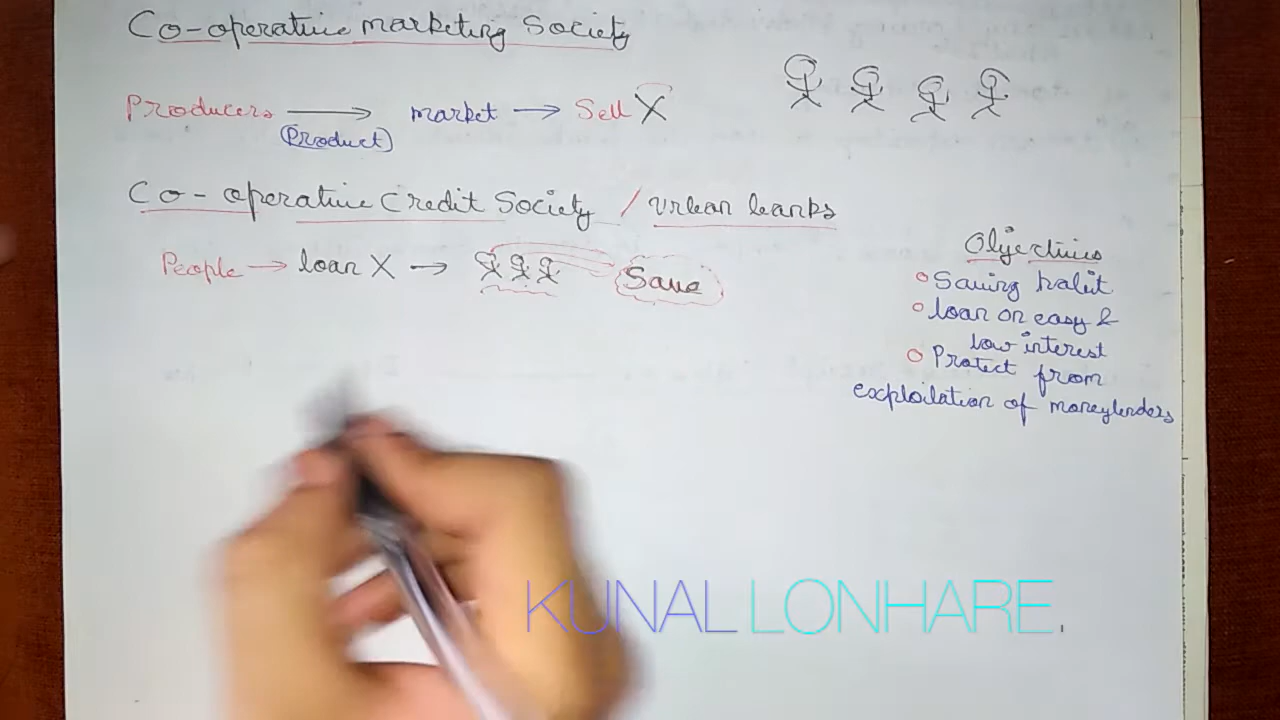 Co-operative marketing Society
Producers → market → Sell X
(Product)
Co-operative Credit Society / Urban banks
People → loan X → Save
Objectives
Saving habit
loan on easy &
low interest
Protect from
exploilation of moneylenders
KUNAL LONHARE